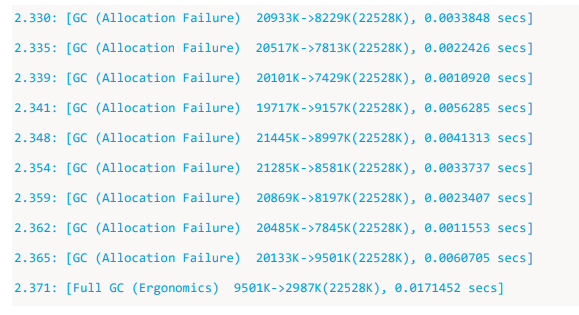 2.330: [GC (Allocation Failure)  20933K->8229K(22528K), 0.0033848 secs]
2.335: [GC (Allocation Failure)  20517K->7813K(22528K), 0.0022426 secs]
2.339: [GC (Allocation Failure)  20101K->7429K(22528K), 0.0010920 secs]
2.341: [GC (Allocation Failure)  19717K->9157K(22528K), 0.0056285 secs]
2.348: [GC (Allocation Failure)  21445K->8997K(22528K), 0.0041313 secs]
2.354: [GC (Allocation Failure)  21285K->8581K(22528K), 0.0033737 secs]
2.359: [GC (Allocation Failure)  20869K->8197K(22528K), 0.0023407 secs]
2.362: [GC (Allocation Failure)  20485K->7845K(22528K), 0.0011553 secs]
2.365: [GC (Allocation Failure)  20133K->9501K(22528K), 0.0060705 secs]
2.371: [Full GC (Ergonomics)  9501K->2987K(22528K), 0.0171452 secs]